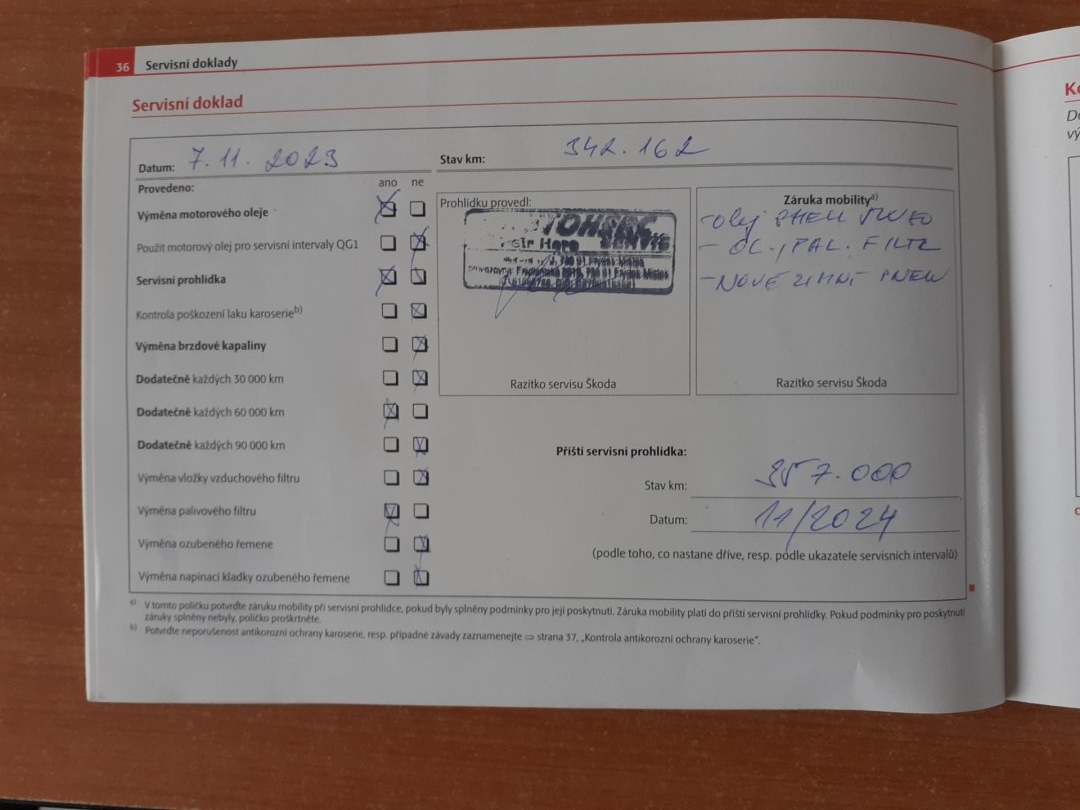 36 Servisní doklady
Servisní doklad
Datum: 7.11.2023 Stav km: 342.162
Provedeno: ano ne
Výměna motorového oleje
Použit motorový olej pro servisní intervaly QG1
Servisní prohlídka
Kontrola poškození laku karoserie b)
Výměna brzdové kapaliny
Dodatečně každých 30 000 km
Dodatečně každých 60 000 km
Dodatečně každých 90 000 km
Výměna vložky vzduchového filtru
Výměna palivového filtru
Výměna ozubeného řemene
Výměna napínací kladky ozubeného řemene
Prohlídku provedl:
SERVIS
Razítko servisu Škoda
Záruka mobility a)
- olej SHELL
- OL., PAL. FILTR
- NOVÉ ZIMNÍ PNEU
Razítko servisu Škoda
Příští servisní prohlídka:
Stav km: 357.000
Datum: 11/2024
(podle toho, co nastane dříve, resp. podle ukazatele servisních intervalů)
a) V tomto políčku potvrďte záruku mobility při servisní prohlídce, pokud byly splněny podmínky pro její poskytnutí. Záruka mobility platí do příští servisní prohlídky. Pokud podmínky pro poskytnutí
záruky splněny nebyly, políčko proškrtněte.
b) Potvrďte neporušenost antikorozní ochrany karoserie, resp. případné závady zaznamenejte ⇒ strana 37, „Kontrola antikorozní ochrany karoserie".